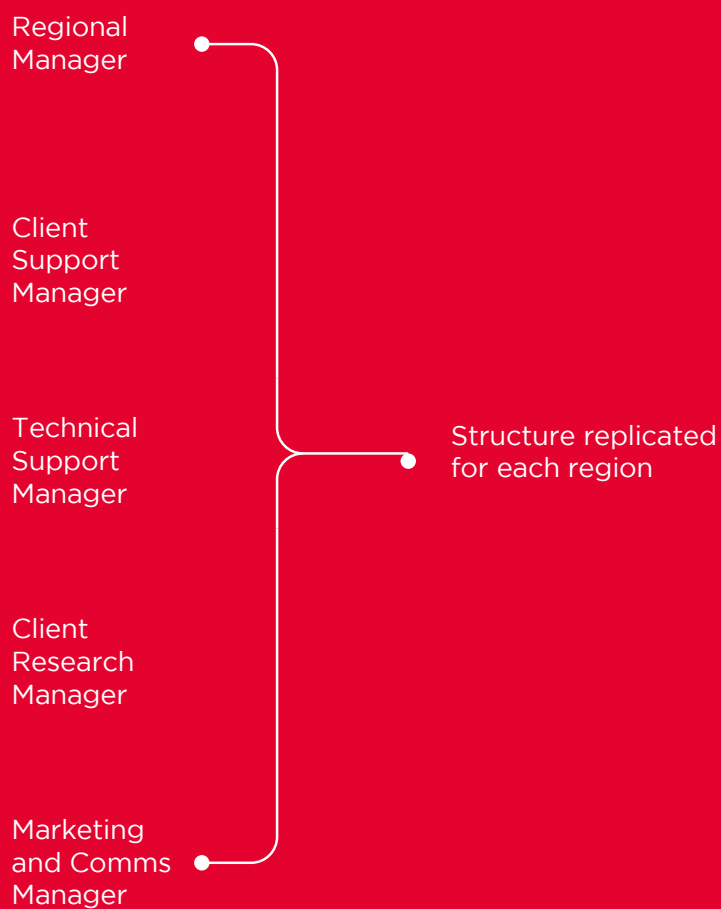 Regional
Manager
Client
Support
Manager
Technical
Support
Manager
Structure replicated
for each region
Client
Research
Manager
Marketing
and Comms
Manager